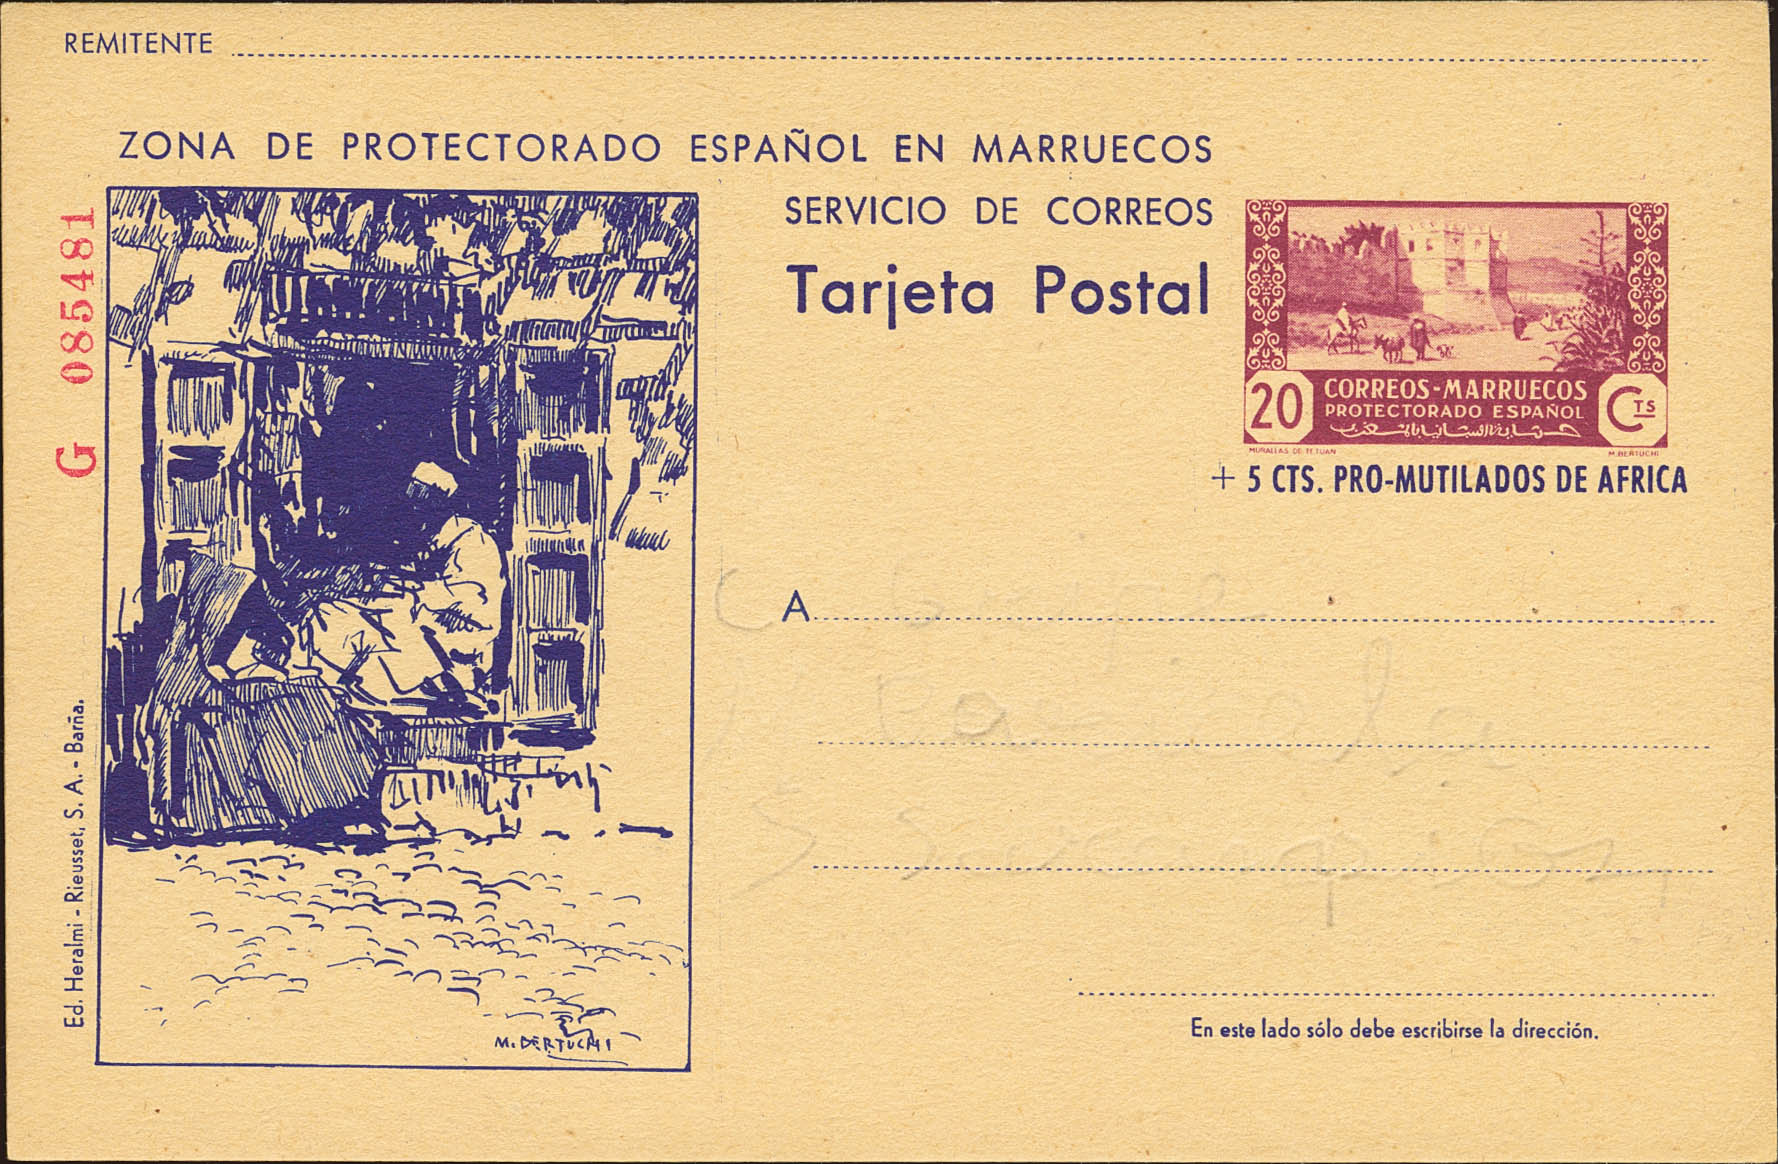 REMITENTE
ZONA DE PROTECTORADO ESPAÑOL EN MARRUECOS
SERVICIO DE CORREOS
Tarjeta Postal
G 085481
20 CORREOS-MARRUECOS CTS
PROTECTORADO ESPAÑOL
MURALLAS DE TETUAN M. BERTUCHI
+ 5 CTS. PRO-MUTILADOS DE AFRICA
A
Ed. Heralmi - Rieusset, S. A. - Barña.
M. BERTUCHI
En este lado sólo debe escribirse la dirección.